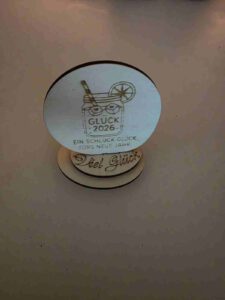 GLÜCK
2026
EIN SCHLUCK GLÜCK
FÜRS NEUE JAHR
Viel Glück